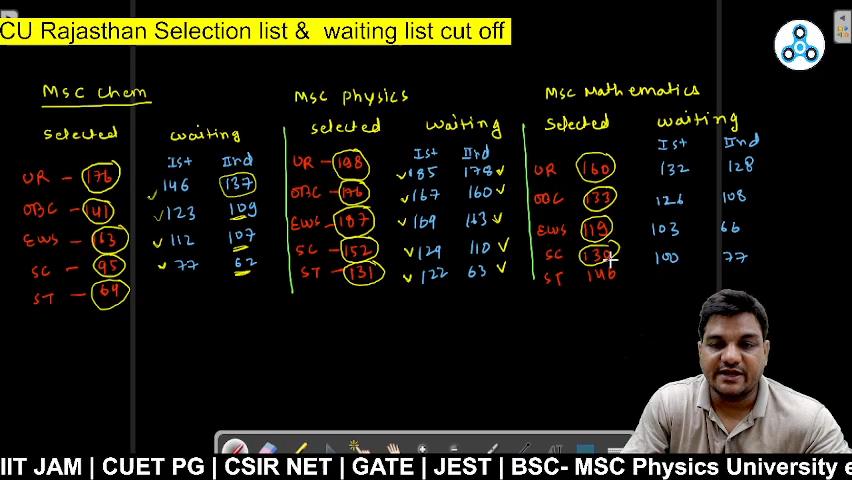 CU Rajasthan Selection list & waiting list cut off
MSC Chem
selected waiting
Ist IInd
UR - 176 146 137
OBC - 141 123 109
EWS - 163 112 107
SC - 95 77 62
ST - 64
MSC Physics
selected waiting
Ist IInd
UR - 198 185 178
OBC - 176 167 160
EWS - 187 169 163
SC - 152 129 110
ST - 131 122 63
MSC Mathematics
Selected waiting
Ist IInd
UR 160 132 128
OBC 133 126 108
EWS 119 103 66
SC 100 77
ST 146
IIT JAM | CUET PG | CSIR NET | GATE | JEST | BSC- MSC Physics University e